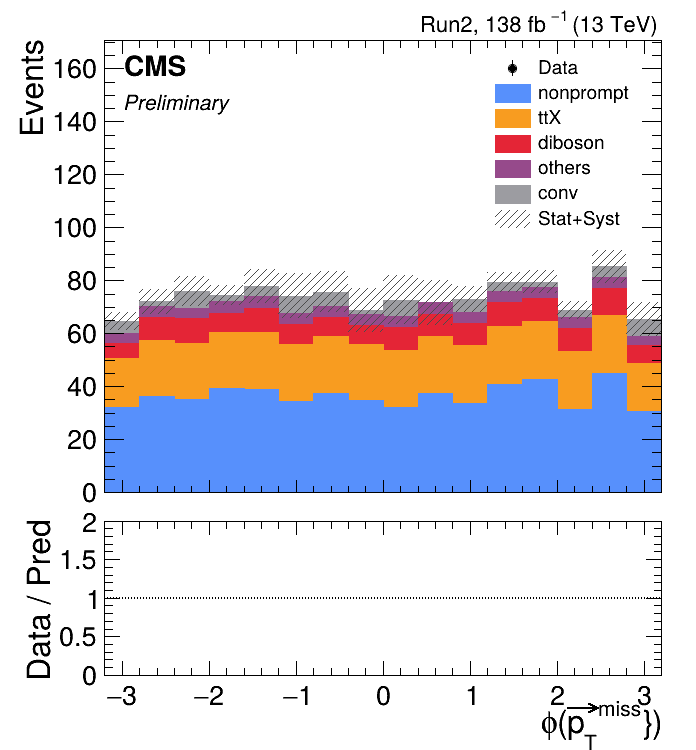 Run2, 138 fb⁻¹ (13 TeV)
CMS
Preliminary
Events
160
140
120
100
80
60
40
20
0
Data
nonprompt
ttX
diboson
others
conv
Stat+Syst
Data / Pred
2
1.5
1
0.5
0
−3 −2 −1 0 1 2 3
ϕ(p⃗_T^miss})